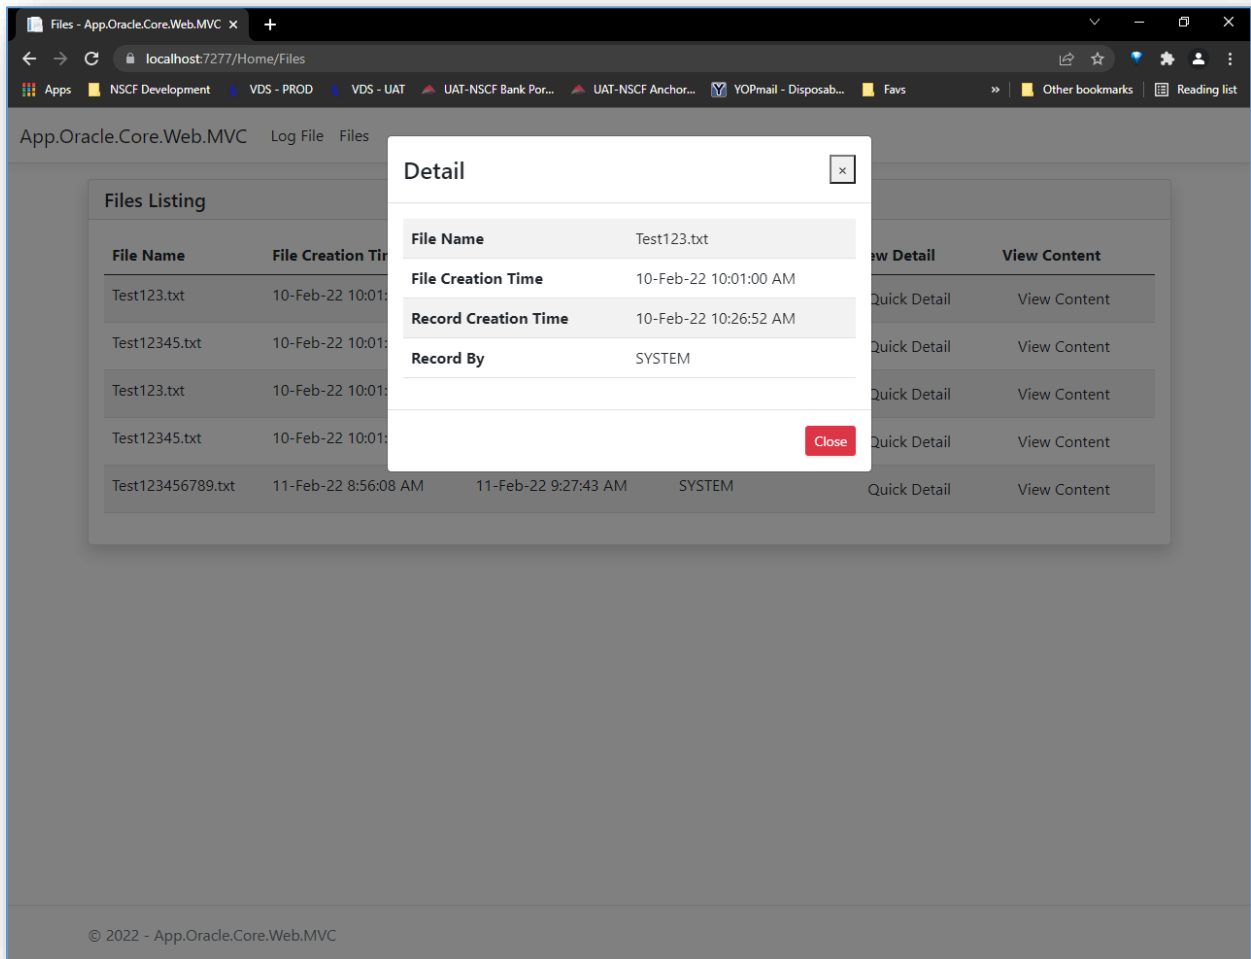 Files - App.Oracle.Core.Web.MVC
localhost:7277/Home/Files
Apps NSCF Development VDS - PROD VDS - UAT UAT-NSCF Bank Por... UAT-NSCF Anchor... YOPmail - Disposab... Favs » Other bookmarks Reading list
App.Oracle.Core.Web.MVC Log File Files
Detail ×
Files Listing
File Name Test123.txt
File Name File Creation Tir ew Detail View Content
File Creation Time 10-Feb-22 10:01:00 AM
Test123.txt 10-Feb-22 10:01: Quick Detail View Content
Record Creation Time 10-Feb-22 10:26:52 AM
Test12345.txt 10-Feb-22 10:01: Quick Detail View Content
Record By SYSTEM
Test123.txt 10-Feb-22 10:01: Quick Detail View Content
Test12345.txt 10-Feb-22 10:01: Quick Detail View Content
Close
Test123456789.txt 11-Feb-22 8:56:08 AM 11-Feb-22 9:27:43 AM SYSTEM Quick Detail View Content
© 2022 - App.Oracle.Core.Web.MVC